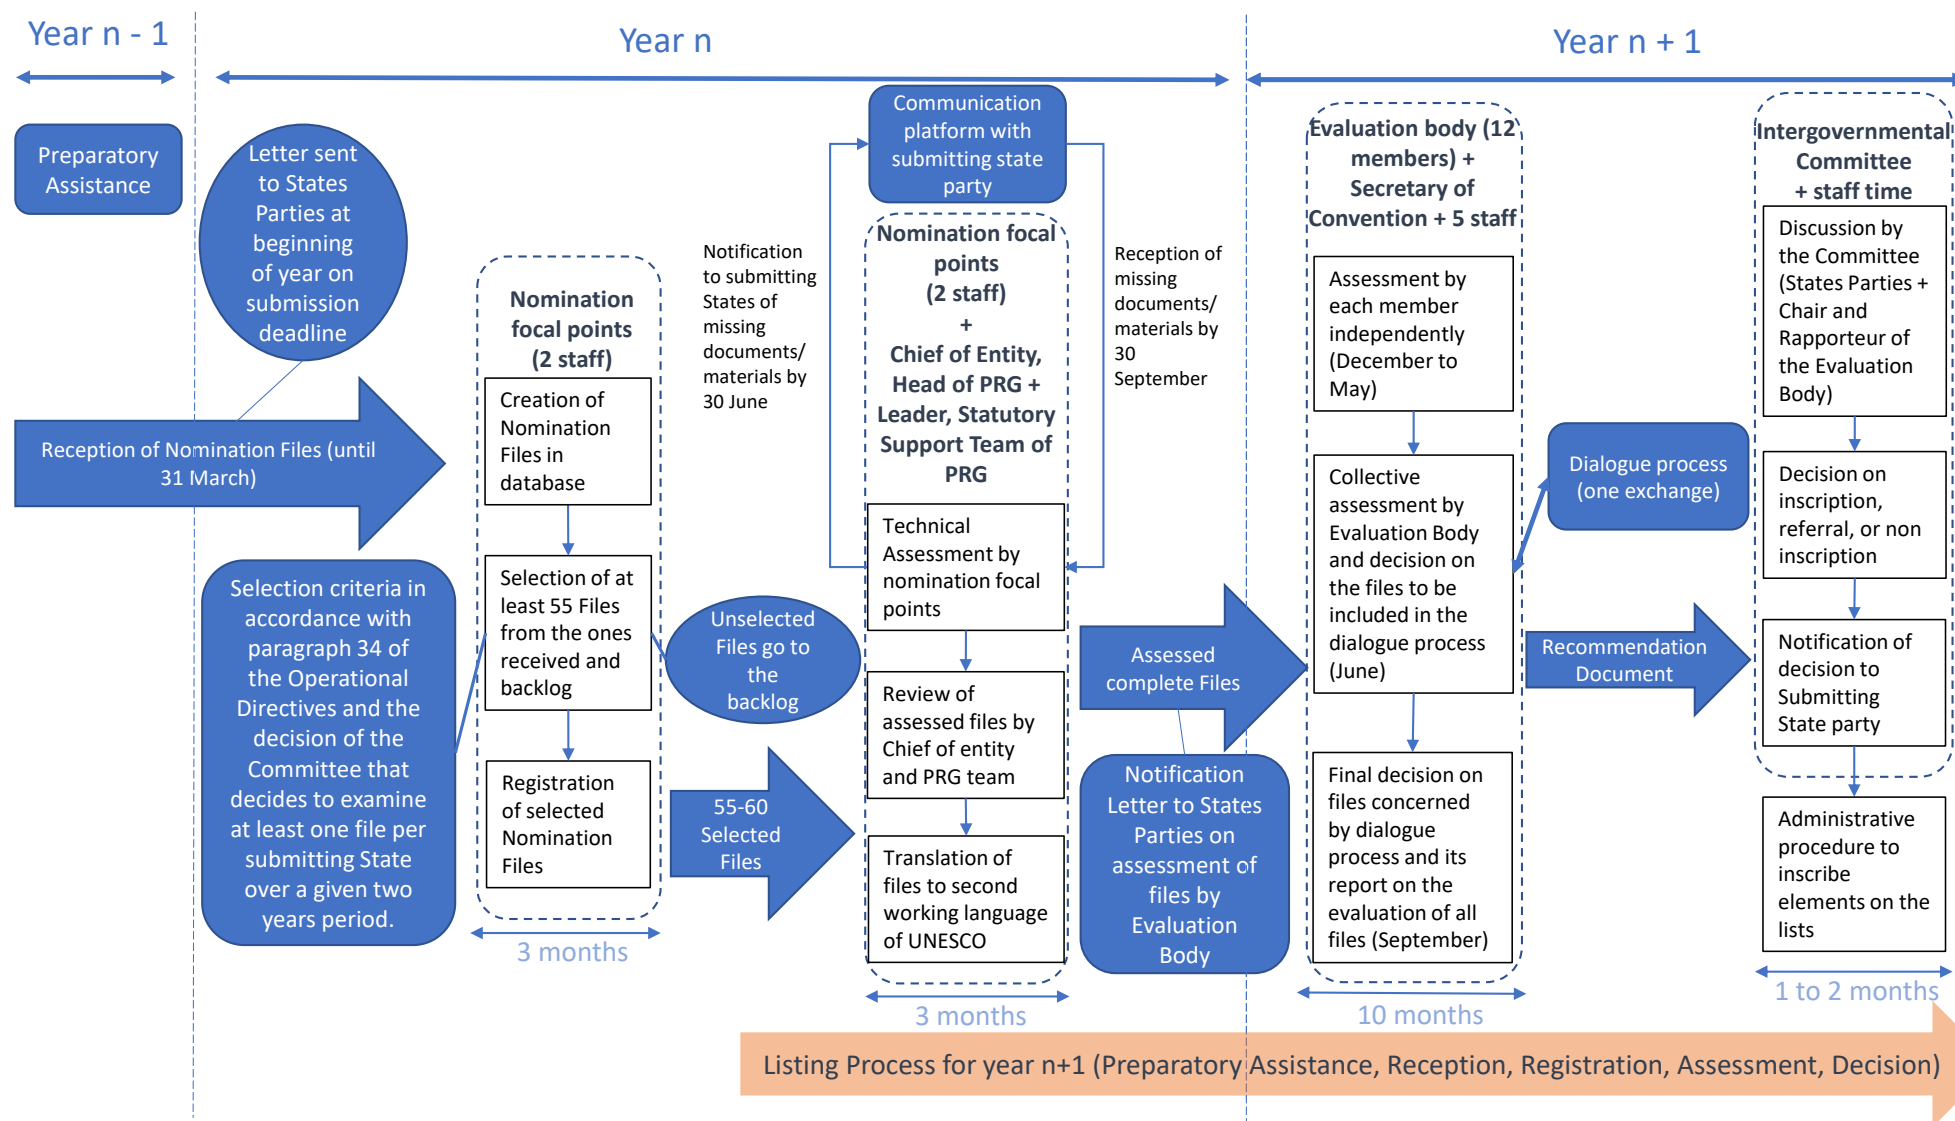 Year n - 1
Year n
Year n + 1
Preparatory
Assistance
Letter sent
to States
Parties at
beginning
of year on
submission
deadline
Reception of Nomination Files (until
31 March)
Selection criteria in
accordance with
paragraph 34 of
the Operational
Directives and the
decision of the
Committee that
decides to examine
at least one file per
submitting State
over a given two
years period.
Nomination
focal points
(2 staff)
Creation of
Nomination
Files in
database
Selection of at
least 55 Files
from the ones
received and
backlog
Registration
of selected
Nomination
Files
3 months
Unselected
Files go to
the
backlog
55-60
Selected
Files
Notification
to submitting
States of
missing
documents/
materials by
30 June
Communication
platform with
submitting state
party
Reception of
missing
documents/
materials by
30
September
Nomination focal
points
(2 staff)
+
Chief of Entity,
Head of PRG +
Leader, Statutory
Support Team of
PRG
Technical
Assessment by
nomination focal
points
Review of
assessed files by
Chief of entity
and PRG team
Translation of
files to second
working language
of UNESCO
3 months
Assessed
complete Files
Notification
Letter to States
Parties on
assessment of
files by
Evaluation
Body
Evaluation body (12
members) +
Secretary of
Convention + 5 staff
Assessment by
each member
independently
(December to
May)
Collective
assessment by
Evaluation Body
and decision on
the files to be
included in the
dialogue process
(June)
Final decision on
files concerned
by dialogue
process and its
report on the
evaluation of all
files (September)
10 months
Dialogue process
(one exchange)
Recommendation
Document
Intergovernmental
Committee
+ staff time
Discussion by
the Committee
(States Parties +
Chair and
Rapporteur of
the Evaluation
Body)
Decision on
inscription,
referral, or non
inscription
Notification of
decision to
Submitting
State party
Administrative
procedure to
inscribe
elements on the
lists
1 to 2 months
Listing Process for year n+1 (Preparatory Assistance, Reception, Registration, Assessment, Decision)